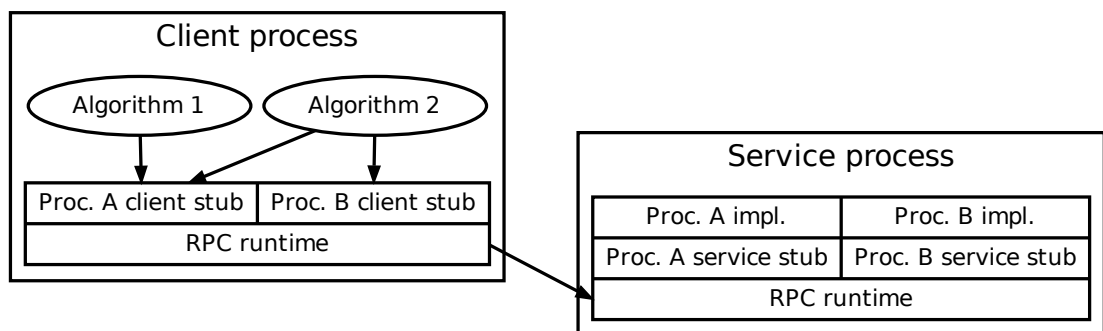 Client process
Algorithm 1
Algorithm 2
Proc. A client stub
Proc. B client stub
RPC runtime
Service process
Proc. A impl.
Proc. B impl.
Proc. A service stub
Proc. B service stub
RPC runtime